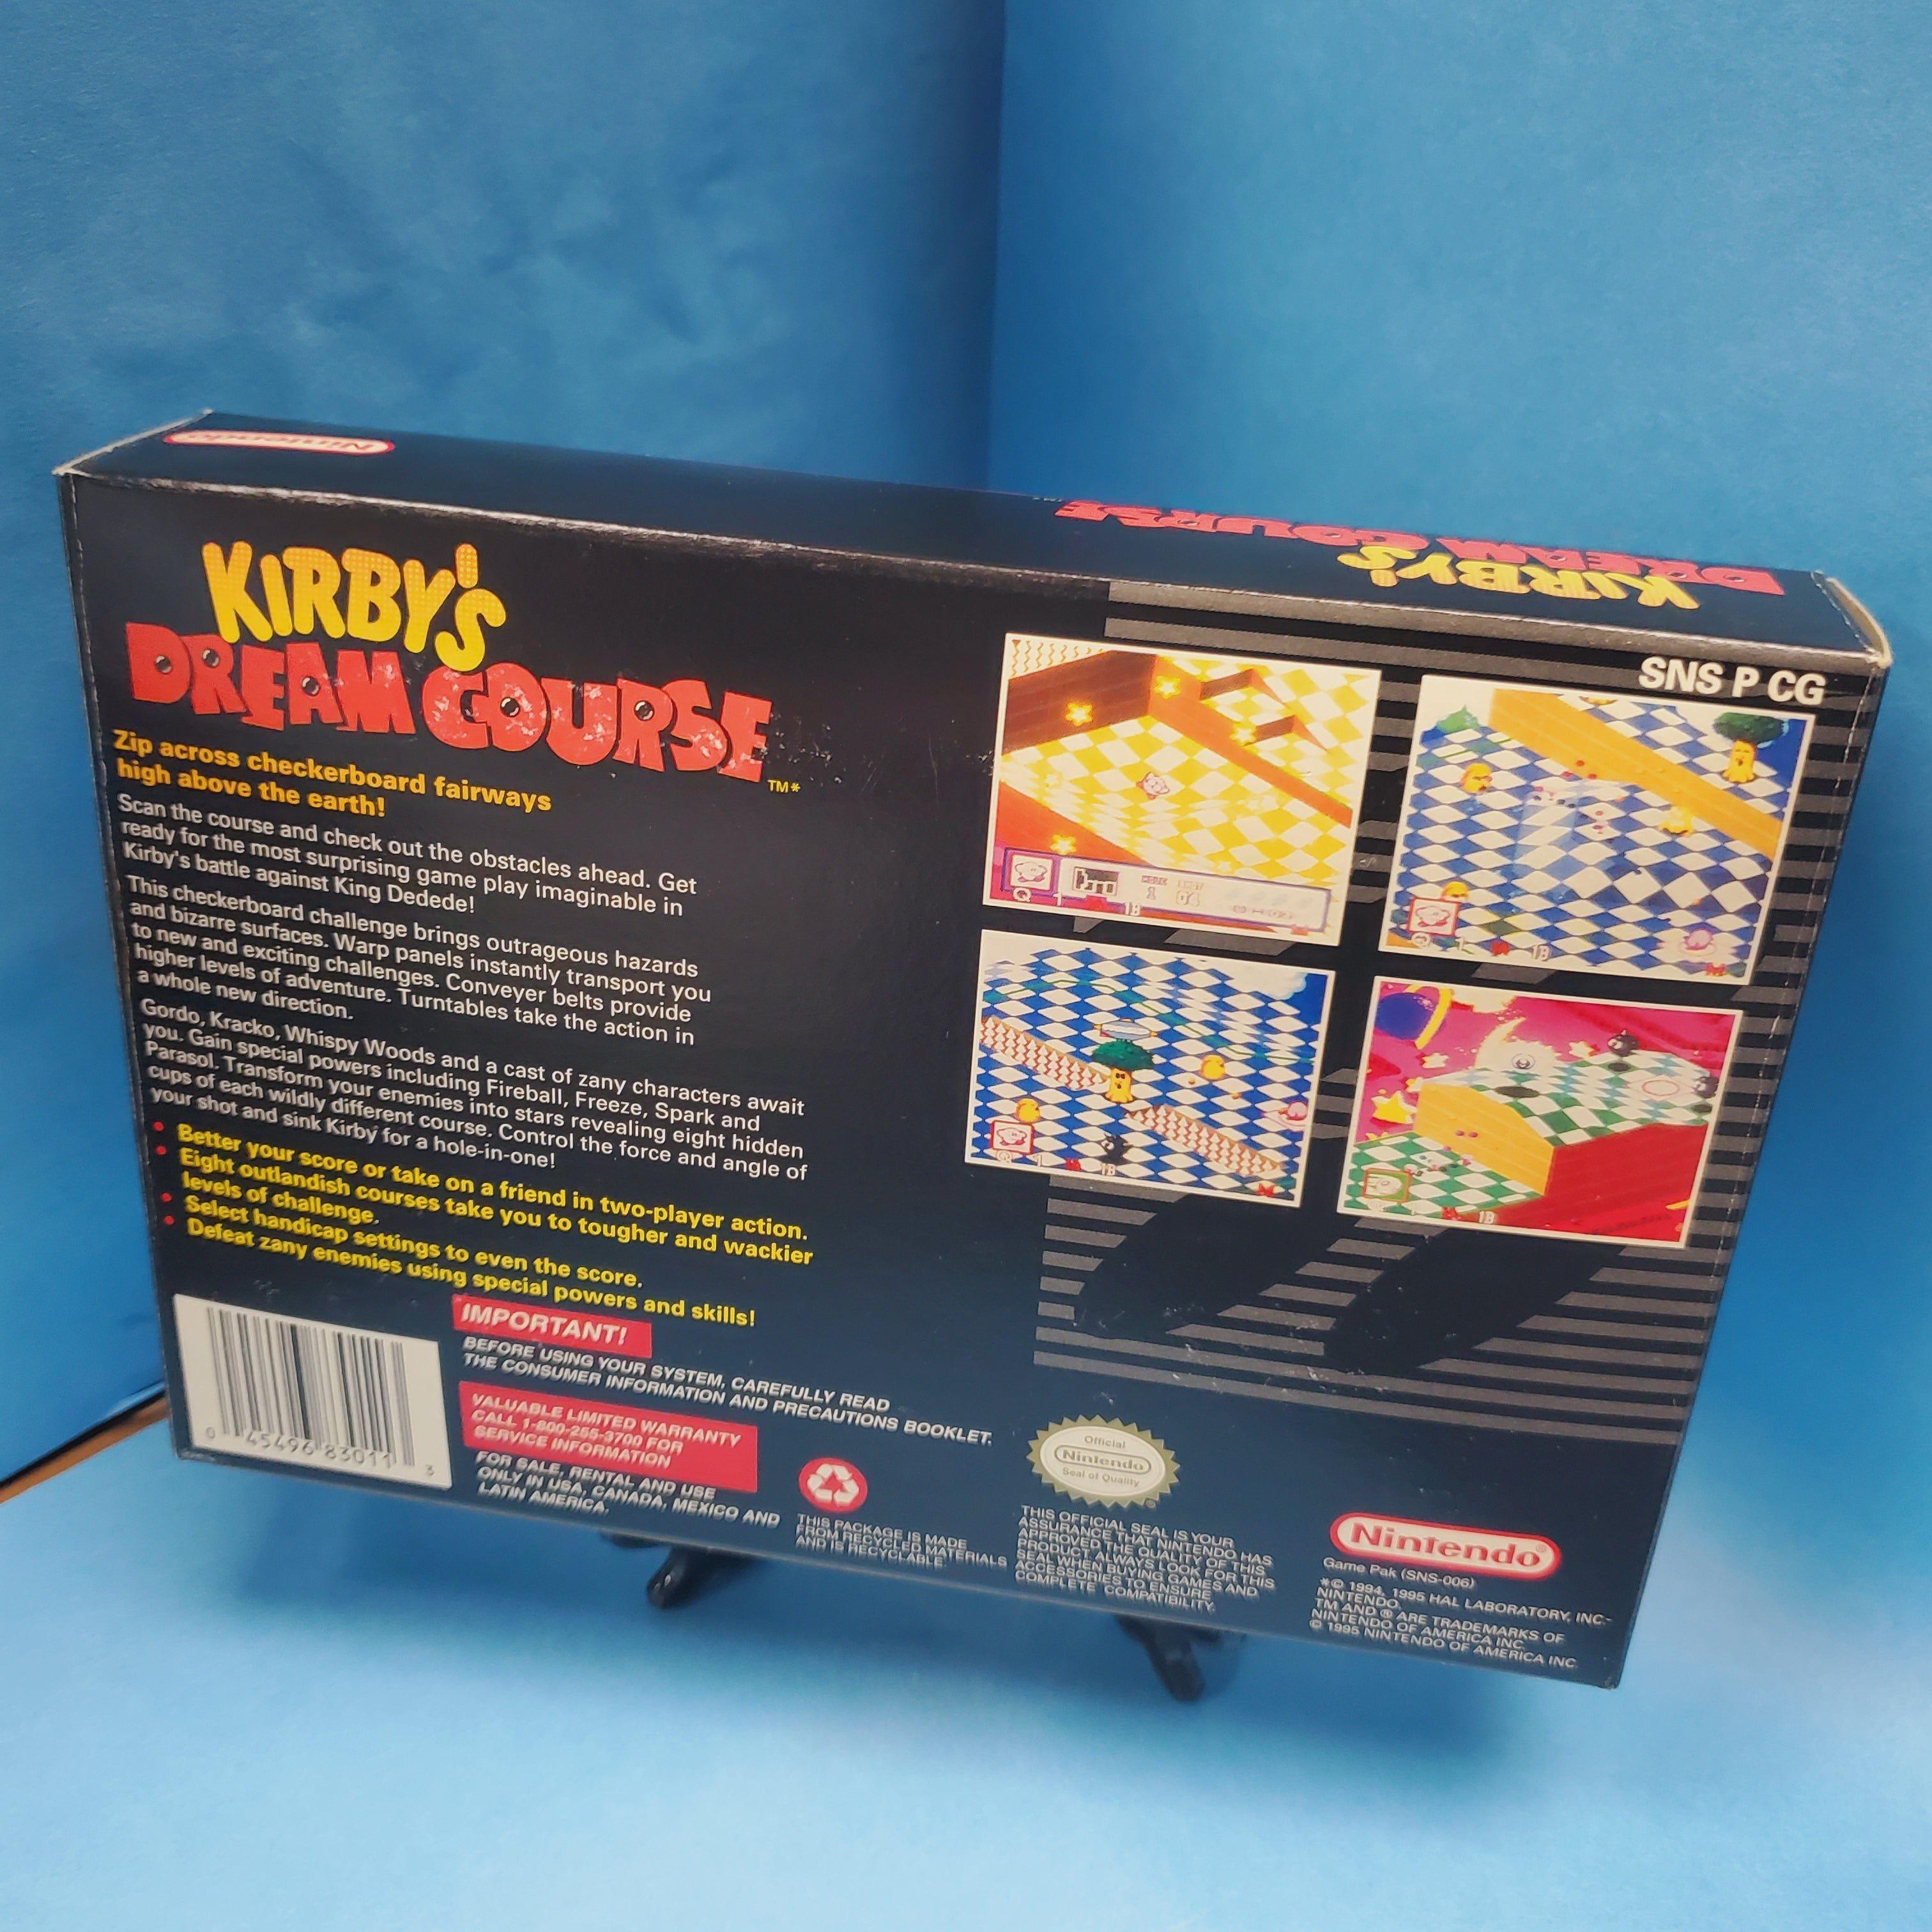 Nintendo
KIRBY'S
DREAM COURSE
KIRBY'S
DREAM COURSE
TM*
SNS P CG
Zip across checkerboard fairways
high above the earth!
Scan the course and check out the obstacles ahead. Get
ready for the most surprising game play imaginable in
Kirby's battle against King Dedede!
This checkerboard challenge brings outrageous hazards
and bizarre surfaces. Warp panels instantly transport you
to new and exciting challenges. Conveyer belts provide
higher levels of adventure. Turntables take the action in
a whole new direction.
Gordo, Kracko, Whispy Woods and a cast of zany characters await
you. Gain special powers including Fireball, Freeze, Spark and
Parasol. Transform your enemies into stars revealing eight hidden
cups of each wildly different course. Control the force and angle of
your shot and sink Kirby for a hole-in-one!
• Better your score or take on a friend in two-player action.
• Eight outlandish courses take you to tougher and wackier
levels of challenge.
• Select handicap settings to even the score.
• Defeat zany enemies using special powers and skills!
0 45496 83011 3
IMPORTANT!
BEFORE USING YOUR SYSTEM, CAREFULLY READ
THE CONSUMER INFORMATION AND PRECAUTIONS BOOKLET.
VALUABLE LIMITED WARRANTY
CALL 1-800-255-3700 FOR
SERVICE INFORMATION
FOR SALE, RENTAL AND USE
ONLY IN USA, CANADA, MEXICO AND
LATIN AMERICA.
THIS PACKAGE IS MADE
FROM RECYCLED MATERIALS
AND IS RECYCLABLE
Official
Nintendo
Seal of Quality
THIS OFFICIAL SEAL IS YOUR
ASSURANCE THAT NINTENDO HAS
APPROVED THE QUALITY OF THIS
PRODUCT. ALWAYS LOOK FOR THIS
SEAL WHEN BUYING GAMES AND
ACCESSORIES TO ENSURE
COMPLETE COMPATIBILITY.
Nintendo®
Game Pak (SNS-006)
*© 1994, 1995 HAL LABORATORY, INC-
NINTENDO.
TM AND ® ARE TRADEMARKS OF
NINTENDO OF AMERICA INC.
© 1995 NINTENDO OF AMERICA INC.